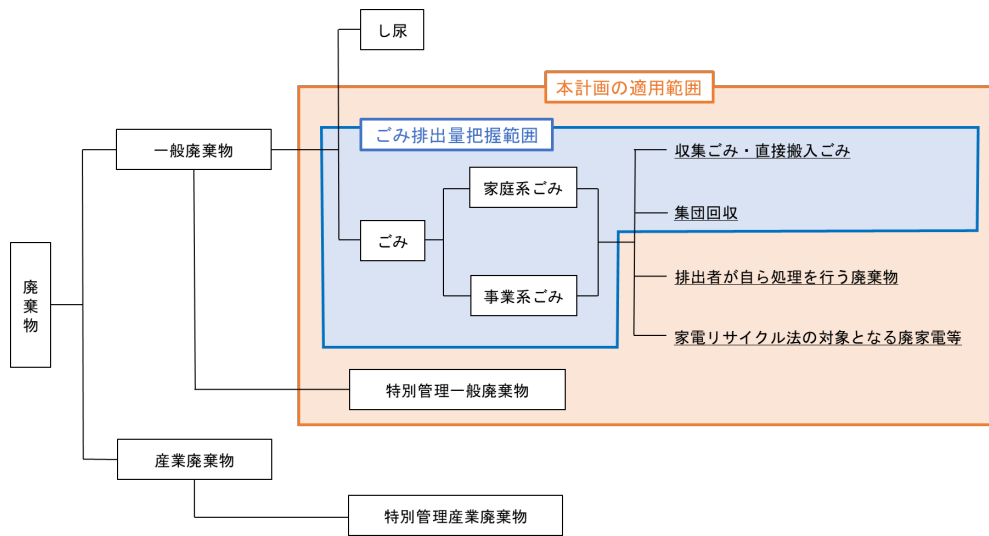 し尿
本計画の適用範囲
ごみ排出量把握範囲
一般廃棄物
収集ごみ・直接搬入ごみ
家庭系ごみ
集団回収
ごみ
廃棄物
排出者が自ら処理を行う廃棄物
事業系ごみ
家電リサイクル法の対象となる廃家電等
特別管理一般廃棄物
産業廃棄物
特別管理産業廃棄物